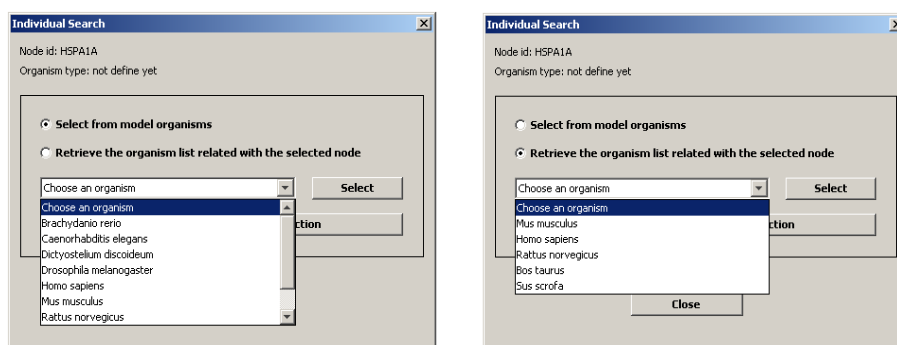 Individual Search
Node id: HSPA1A
Organism type: not define yet
Select from model organisms
Retrieve the organism list related with the selected node
Choose an organism
Select
Choose an organism
Brachydanio rerio
Caenorhabditis elegans
ction
Dictyostelium discoideum
Drosophila melanogaster
Homo sapiens
Mus musculus
Rattus norvegicus
Individual Search
Node id: HSPA1A
Organism type: not define yet
Select from model organisms
Retrieve the organism list related with the selected node
Choose an organism
Select
Choose an organism
Mus musculus
ction
Homo sapiens
Rattus norvegicus
Bos taurus
Sus scrofa
Close